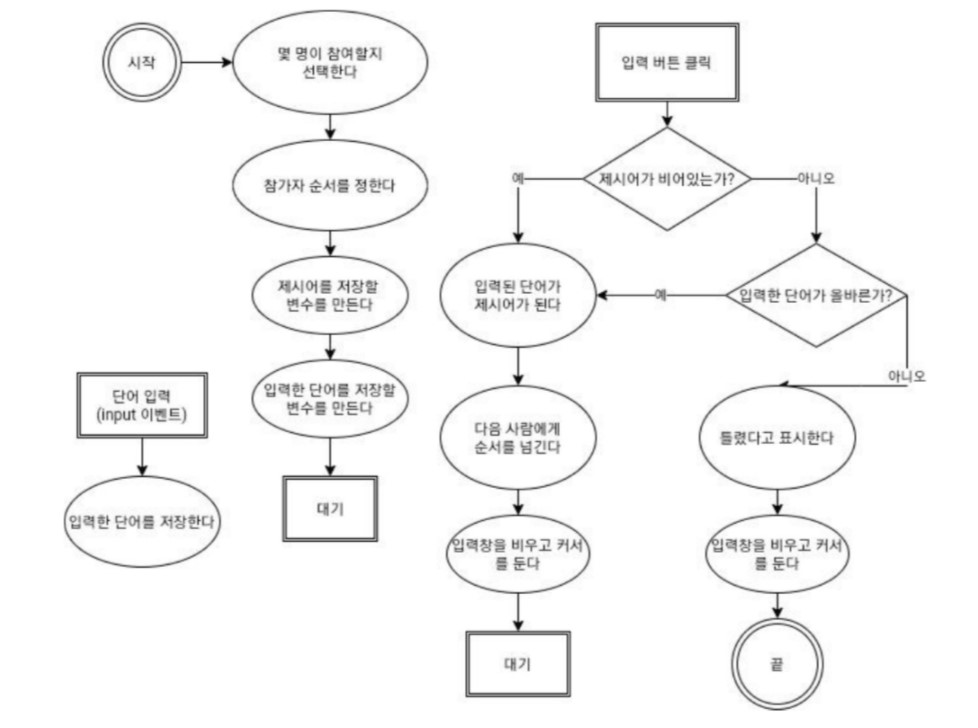 시작
몇 명이 참여할지
선택한다
참가자 순서를 정한다
제시어를 저장할
변수를 만든다
입력한 단어를 저장할
변수를 만든다
대기
단어 입력
(input 이벤트)
입력한 단어를 저장한다
입력 버튼 클릭
제시어가 비어있는가?
예
아니오
입력된 단어가
제시어가 된다
예
입력한 단어가 올바른가?
아니오
다음 사람에게
순서를 넘긴다
틀렸다고 표시한다
입력창을 비우고 커서
를 둔다
입력창을 비우고 커서
를 둔다
대기
끝